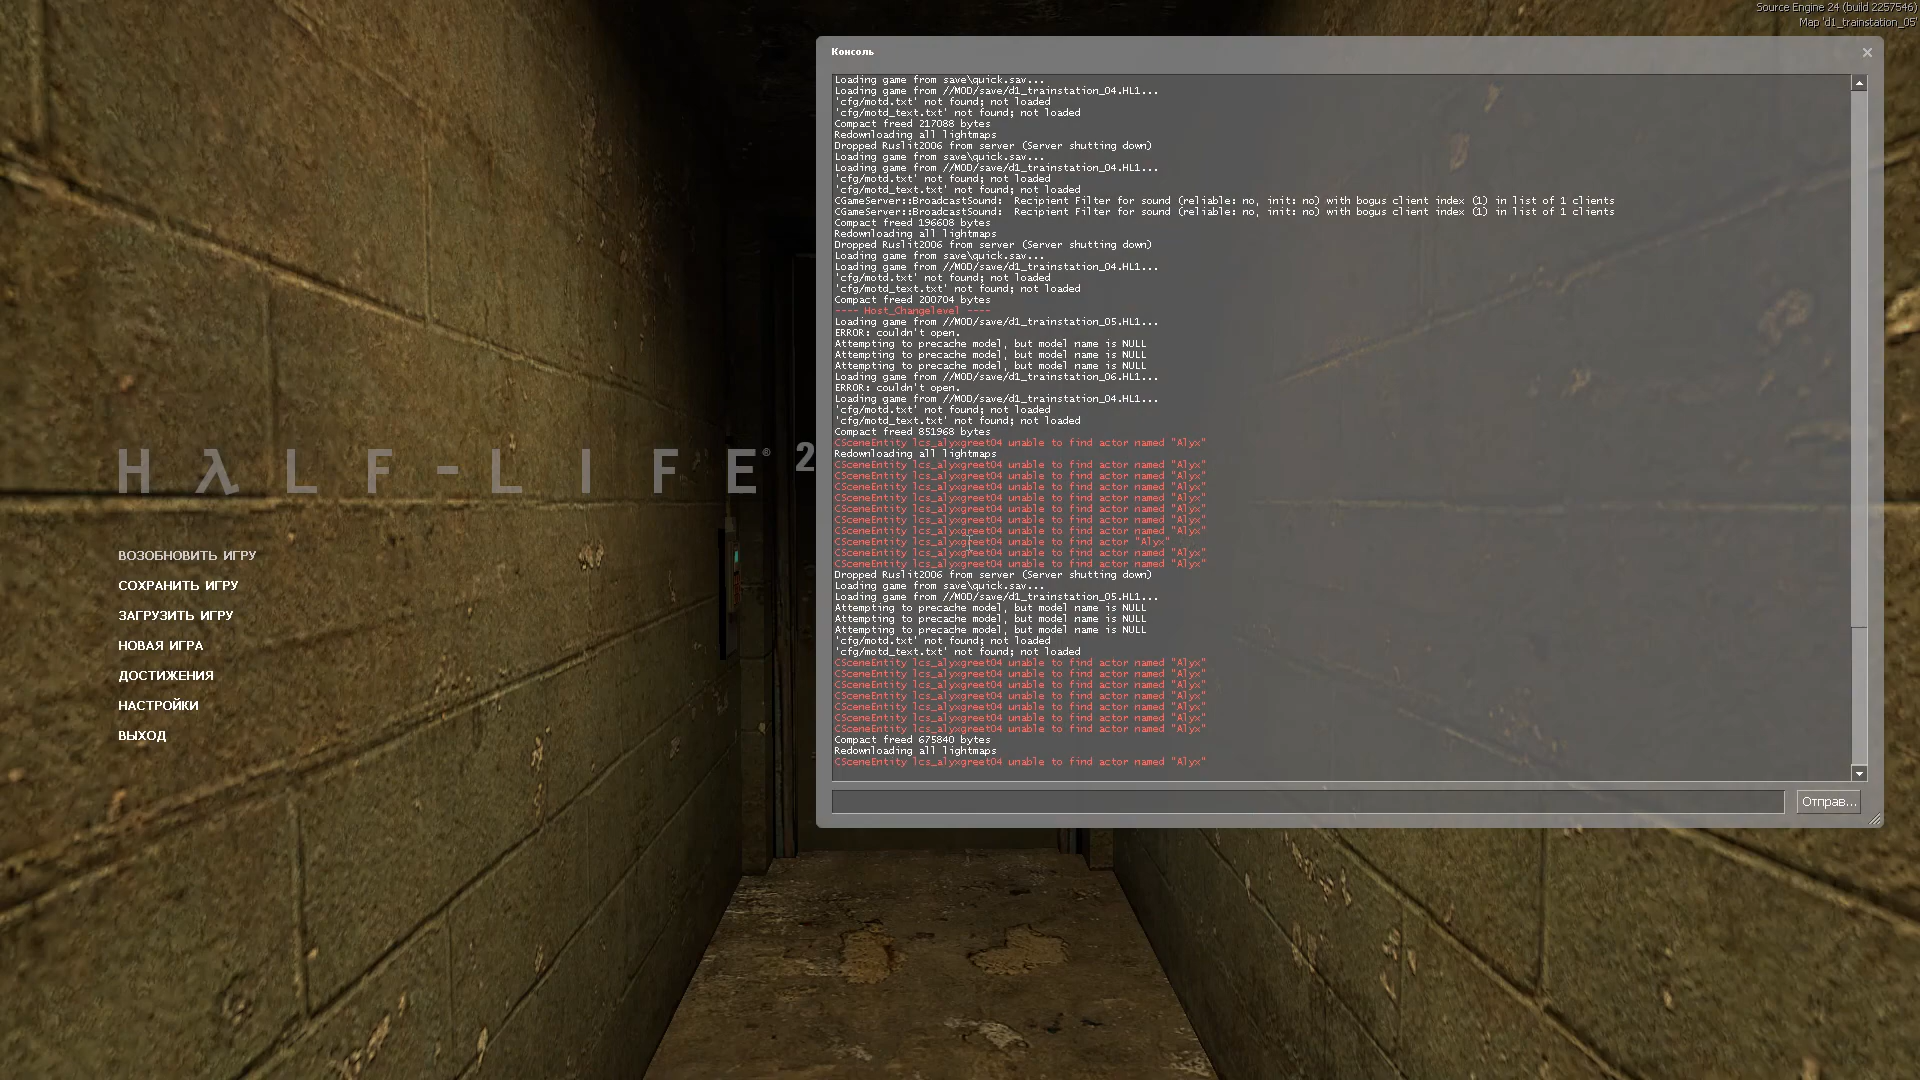 Source Engine 24 (build 2257546)
Map 'd1_trainstation_05'
Консоль
Loading game from save\quick.sav...
Loading game from //MOD/save/d1_trainstation_04.HL1...
'cfg/motd.txt' not found; not loaded
'cfg/motd_text.txt' not found; not loaded
Compact freed 217088 bytes
Redownloading all lightmaps
Dropped Ruslit2006 from server (Server shutting down)
Loading game from save\quick.sav...
Loading game from //MOD/save/d1_trainstation_04.HL1...
'cfg/motd.txt' not found; not loaded
'cfg/motd_text.txt' not found; not loaded
CGameServer::BroadcastSound:  Recipient Filter for sound (reliable: no, init: no) with bogus client index (1) in list of 1 clients
CGameServer::BroadcastSound:  Recipient Filter for sound (reliable: no, init: no) with bogus client index (1) in list of 1 clients
Compact freed 196608 bytes
Redownloading all lightmaps
Dropped Ruslit2006 from server (Server shutting down)
Loading game from save\quick.sav...
Loading game from //MOD/save/d1_trainstation_04.HL1...
'cfg/motd.txt' not found; not loaded
'cfg/motd_text.txt' not found; not loaded
Compact freed 200704 bytes
---- Host_Changelevel ----
Loading game from //MOD/save/d1_trainstation_05.HL1...
ERROR: couldn't open.
Attempting to precache model, but model name is NULL
Attempting to precache model, but model name is NULL
Attempting to precache model, but model name is NULL
Loading game from //MOD/save/d1_trainstation_06.HL1...
ERROR: couldn't open.
Loading game from //MOD/save/d1_trainstation_04.HL1...
'cfg/motd.txt' not found; not loaded
'cfg/motd_text.txt' not found; not loaded
Compact freed 851968 bytes
CSceneEntity lcs_alyxgreet04 unable to find actor named "Alyx"
Redownloading all lightmaps
CSceneEntity lcs_alyxgreet04 unable to find actor named "Alyx"
CSceneEntity lcs_alyxgreet04 unable to find actor named "Alyx"
CSceneEntity lcs_alyxgreet04 unable to find actor named "Alyx"
CSceneEntity lcs_alyxgreet04 unable to find actor named "Alyx"
CSceneEntity lcs_alyxgreet04 unable to find actor named "Alyx"
CSceneEntity lcs_alyxgreet04 unable to find actor named "Alyx"
CSceneEntity lcs_alyxgreet04 unable to find actor named "Alyx"
CSceneEntity lcs_alyxgreet04 unable to find actor "Alyx"
CSceneEntity lcs_alyxgreet04 unable to find actor named "Alyx"
CSceneEntity lcs_alyxgreet04 unable to find actor named "Alyx"
Dropped Ruslit2006 from server (Server shutting down)
Loading game from save\quick.sav...
Loading game from //MOD/save/d1_trainstation_05.HL1...
Attempting to precache model, but model name is NULL
Attempting to precache model, but model name is NULL
Attempting to precache model, but model name is NULL
'cfg/motd.txt' not found; not loaded
'cfg/motd_text.txt' not found; not loaded
CSceneEntity lcs_alyxgreet04 unable to find actor named "Alyx"
CSceneEntity lcs_alyxgreet04 unable to find actor named "Alyx"
CSceneEntity lcs_alyxgreet04 unable to find actor named "Alyx"
CSceneEntity lcs_alyxgreet04 unable to find actor named "Alyx"
CSceneEntity lcs_alyxgreet04 unable to find actor named "Alyx"
CSceneEntity lcs_alyxgreet04 unable to find actor named "Alyx"
CSceneEntity lcs_alyxgreet04 unable to find actor named "Alyx"
Compact freed 675840 bytes
Redownloading all lightmaps
CSceneEntity lcs_alyxgreet04 unable to find actor named "Alyx"
Отправ...
HλLF-LIFE® 2
ВОЗОБНОВИТЬ ИГРУ
СОХРАНИТЬ ИГРУ
ЗАГРУЗИТЬ ИГРУ
НОВАЯ ИГРА
ДОСТИЖЕНИЯ
НАСТРОЙКИ
ВЫХОД